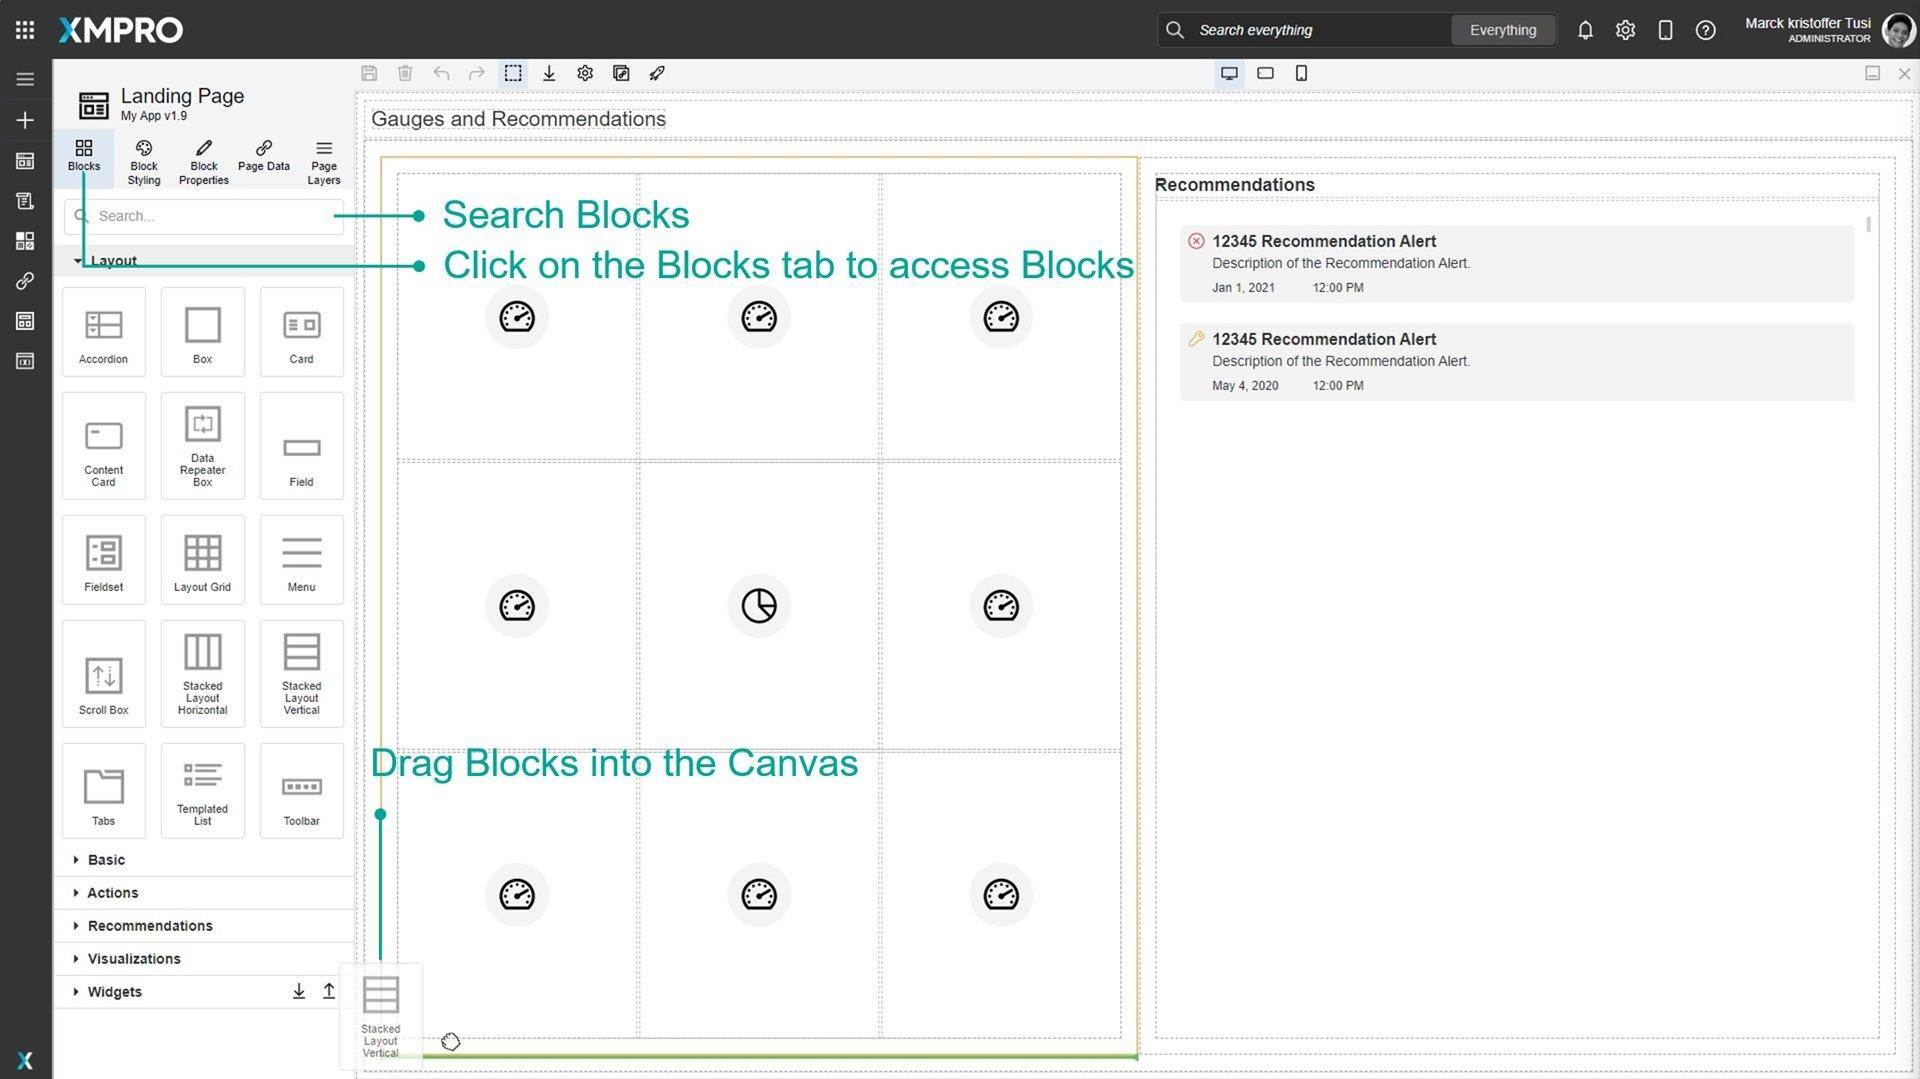 XMPRO
Search everything
Everything
Marck kristoffer Tusi
ADMINISTRATOR
Landing Page
My App v1.9
Blocks
Block
Styling
Block
Properties
Page Data
Page
Layers
Search...
Search Blocks
Click on the Blocks tab to access Blocks
Layout
Accordion
Box
Card
Content
Card
Data
Repeater
Box
Field
Fieldset
Layout Grid
Menu
Scroll Box
Stacked
Layout
Horizontal
Stacked
Layout
Vertical
Tabs
Templated
List
Toolbar
Basic
Actions
Recommendations
Visualizations
Widgets
Gauges and Recommendations
Drag Blocks into the Canvas
Stacked
Layout
Vertical
Recommendations
12345 Recommendation Alert
Description of the Recommendation Alert.
Jan 1, 2021 12:00 PM
12345 Recommendation Alert
Description of the Recommendation Alert.
May 4, 2020 12:00 PM
X